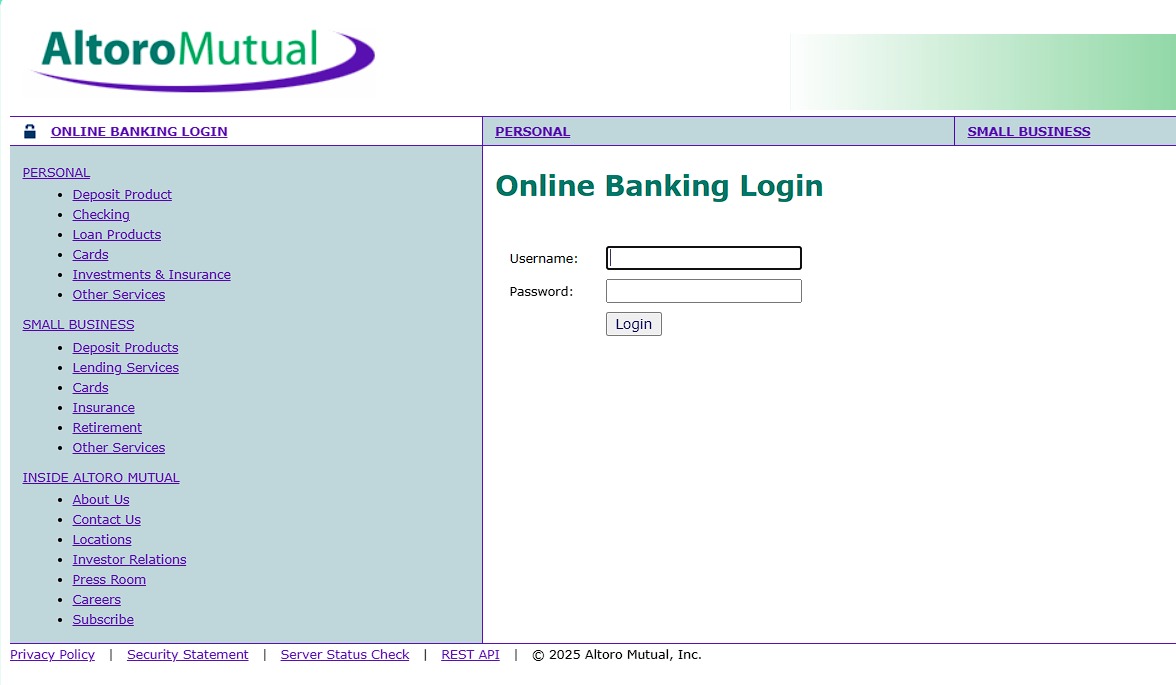 AltoroMutual
ONLINE BANKING LOGIN
PERSONAL
SMALL BUSINESS
PERSONAL
Deposit Product
Checking
Loan Products
Cards
Investments & Insurance
Other Services
SMALL BUSINESS
Deposit Products
Lending Services
Cards
Insurance
Retirement
Other Services
INSIDE ALTORO MUTUAL
About Us
Contact Us
Locations
Investor Relations
Press Room
Careers
Subscribe
Online Banking Login
Username:
Password:
Login
Privacy Policy | Security Statement | Server Status Check | REST API | © 2025 Altoro Mutual, Inc.